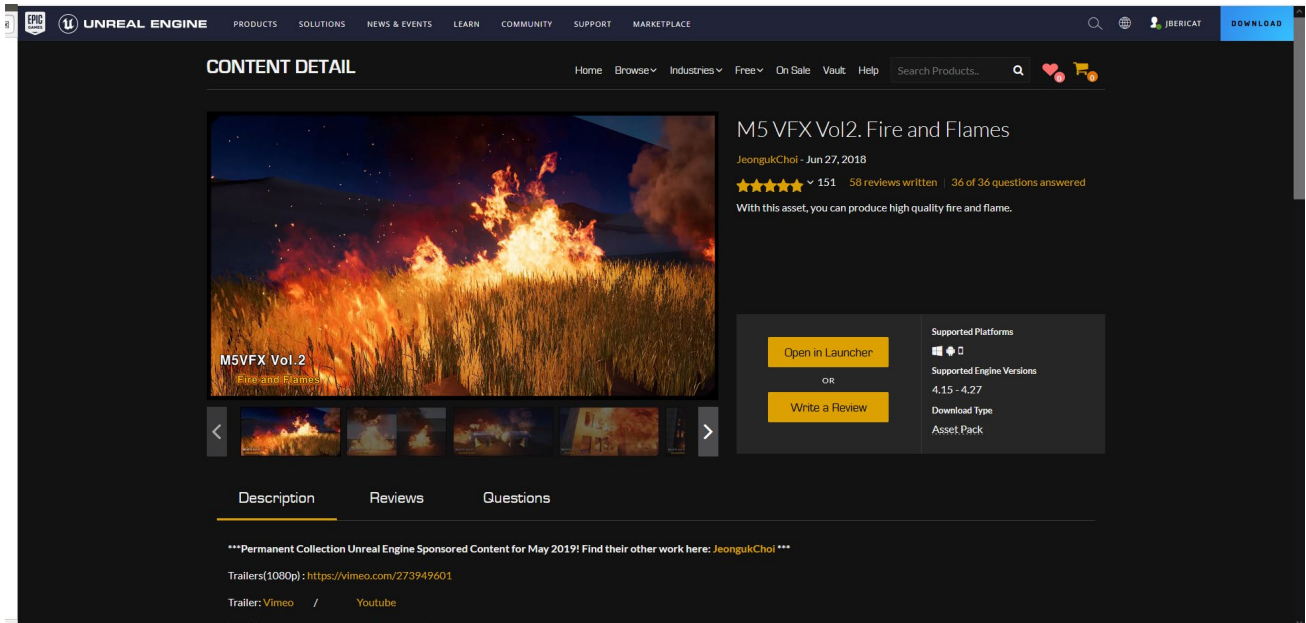 EPIC GAMES UNREAL ENGINE PRODUCTS SOLUTIONS NEWS & EVENTS LEARN COMMUNITY SUPPORT MARKETPLACE JBERICAT DOWNLOAD
CONTENT DETAIL
Home Browse Industries Free On Sale Vault Help Search Products.. 0 0
M5VFX Vol.2
Fire and Flames
M5 VFX Vol2. Fire and Flames
JeongukChoi - Jun 27, 2018
151 58 reviews written | 36 of 36 questions answered
With this asset, you can produce high quality fire and flame.
Open in Launcher
OR
Write a Review
Supported Platforms
Supported Engine Versions
4.15 - 4.27
Download Type
Asset Pack
Description Reviews Questions
***Permanent Collection Unreal Engine Sponsored Content for May 2019! Find their other work here: JeongukChoi ***
Trailers(1080p) : https://vimeo.com/273949601
Trailer: Vimeo / Youtube